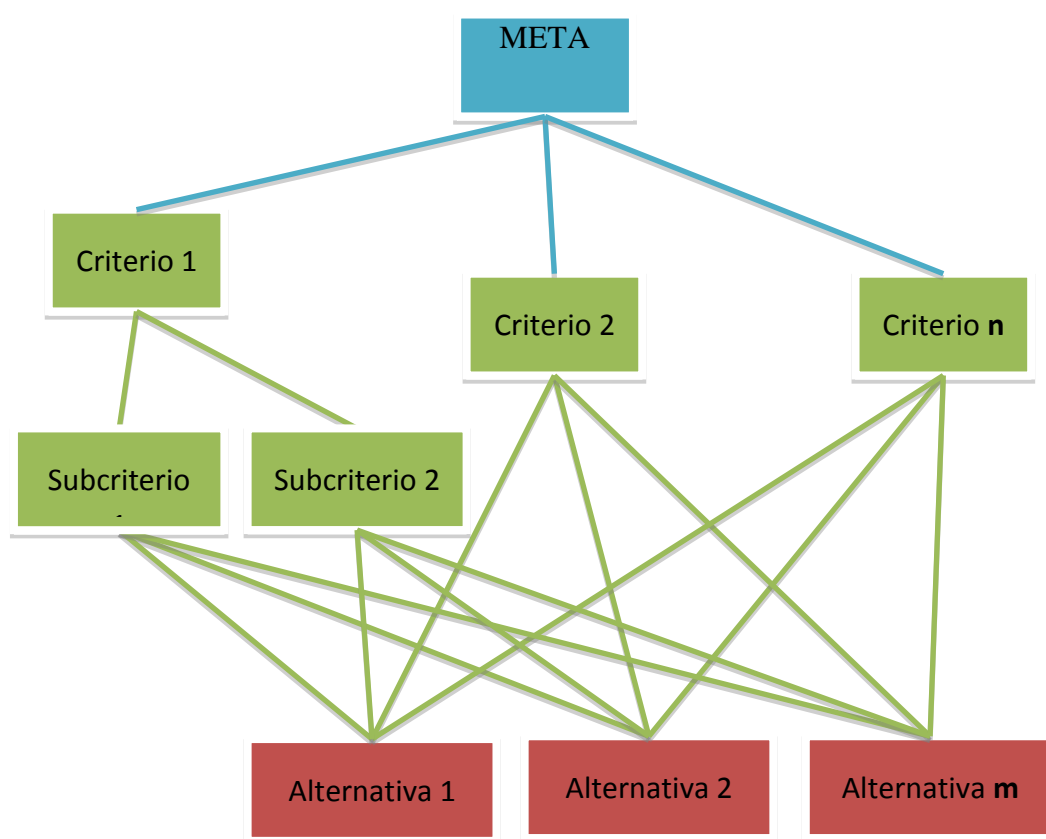 META
Criterio 1
Criterio 2
Criterio n
Subcriterio
Subcriterio 2
Alternativa 1
Alternativa 2
Alternativa m